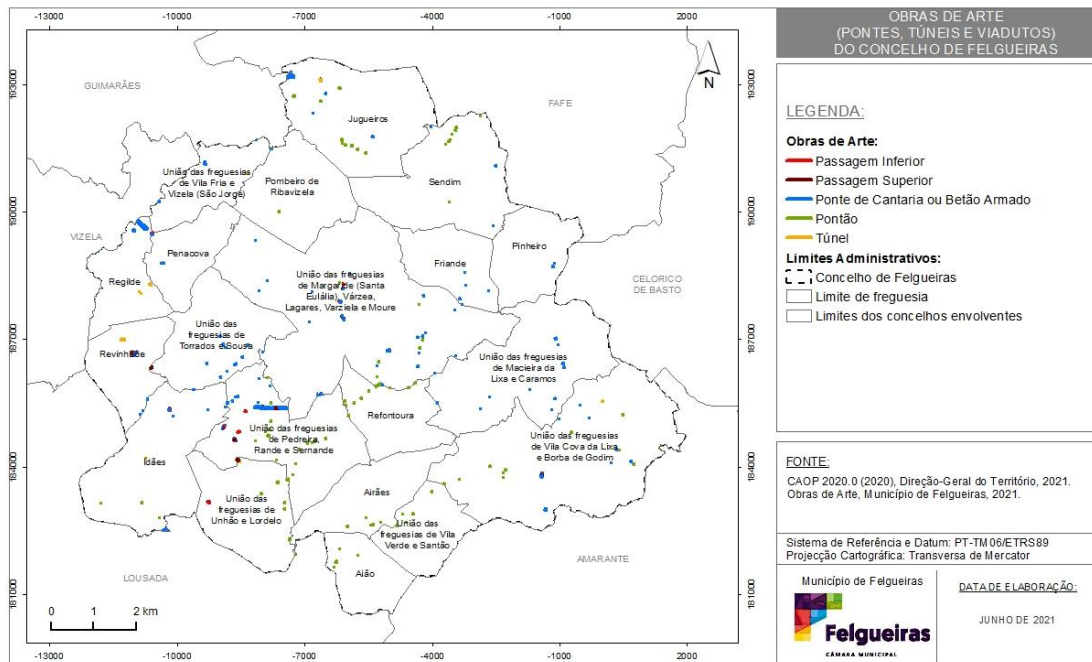 -13000
-10000
-7000
-4000
-1000
2000
193000
190000
187000
184000
181000
193000
190000
187000
184000
181000
GUIMARÃES
FAFE
VIZELA
CELORICO
DE BASTO
LOUSADA
AMARANTE
N
Jugueiros
União das freguesias
de Vila Fria e
Vizela (São Jorge)
Pombeiro de
Ribavizela
Sendim
Penacova
Pinheiro
Friande
Regilde
União das freguesias
de Margaride (Santa
Eulália), Várzea,
Lagares, Varziela e Moure
União das
freguesias de
Torrados e Sousa
Revinhade
União das freguesias
de Macieira da
Lixa e Caramos
Refontoura
União das freguesias
de Pedreira,
Rande e Sernande
União das freguesias
de Vila Cova da Lixa
e Borba de Godim
Idães
Airães
União das
freguesias de
Unhão e Lordelo
União das
freguesias de Vila
Verde e Santão
Aião
0 1 2 km
-13000
-10000
-7000
-4000
-1000
2000
OBRAS DE ARTE
(PONTES, TÚNEIS E VIADUTOS)
DO CONCELHO DE FELGUEIRAS
LEGENDA:
Obras de Arte:
Passagem Inferior
Passagem Superior
Ponte de Cantaria ou Betão Armado
Pontão
Túnel
Limites Administrativos:
Concelho de Felgueiras
Limite de freguesia
Limites dos concelhos envolventes
FONTE:
CAOP 2020.0 (2020), Direção-Geral do Território, 2021.
Obras de Arte, Município de Felgueiras, 2021.
Sistema de Referência e Datum: PT-TM06/ETRS89
Projecção Cartográfica: Transversa de Mercator
Município de Felgueiras
Felgueiras
CÂMARA MUNICIPAL
DATA DE ELABORAÇÃO:
JUNHO DE 2021